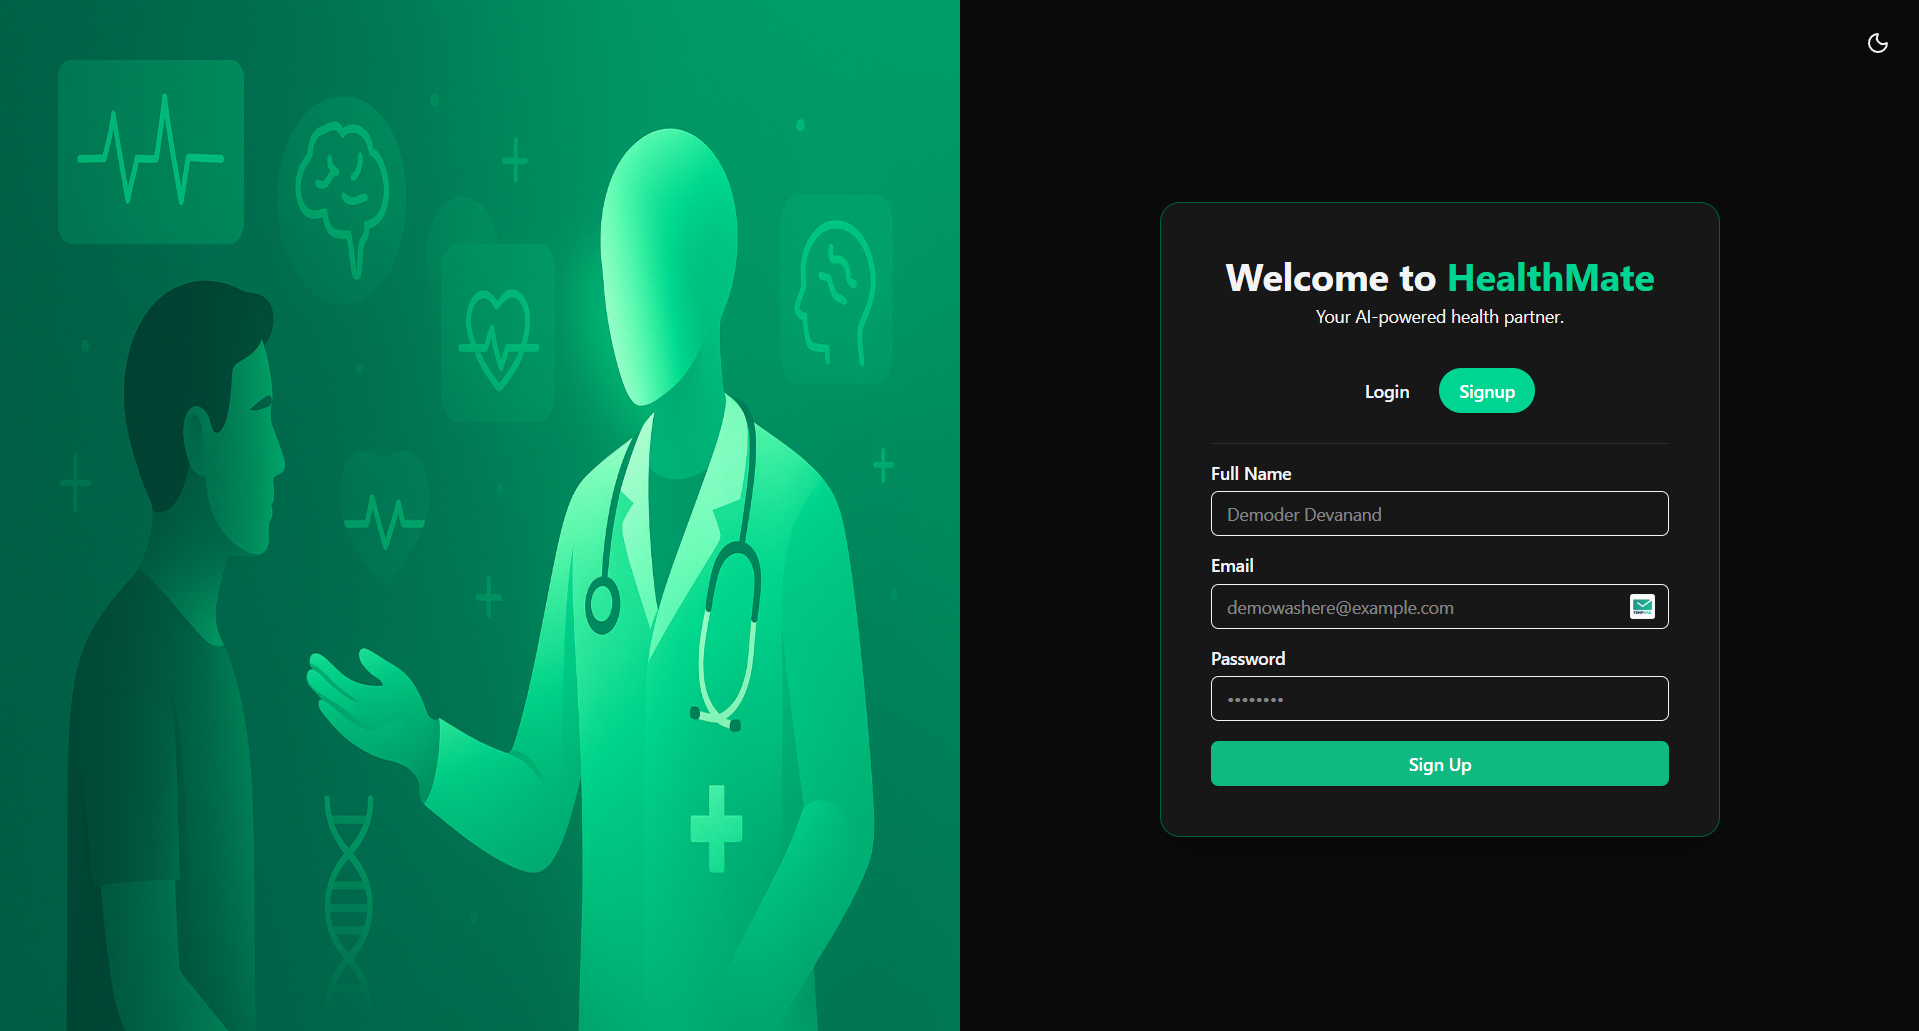 Welcome to HealthMate
Your AI-powered health partner.
Login Signup
Full Name
Demoder Devanand
Email
demowashere@example.com
Password
••••••••
Sign Up